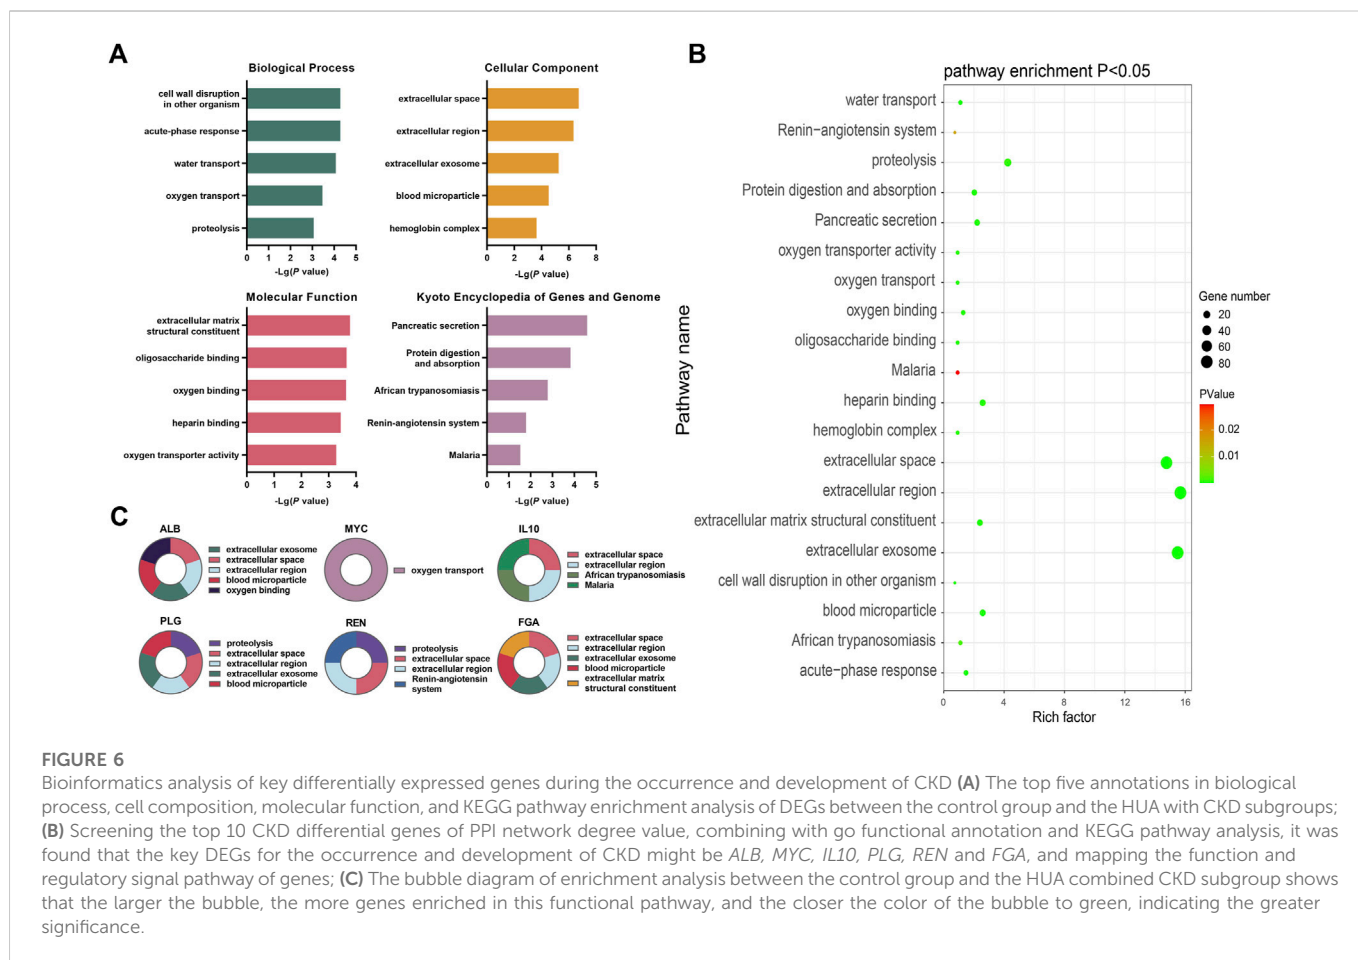 A
Biological Process
cell wall disruption
in other organism
acute-phase response
water transport
oxygen transport
proteolysis
0 1 2 3 4 5
-Lg(P value)
Cellular Component
extracellular space
extracellular region
extracellular exosome
blood microparticle
hemoglobin complex
0 2 4 6 8
-Lg(P value)
Molecular Function
extracellular matrix
structural constituent
oligosaccharide binding
oxygen binding
heparin binding
oxygen transporter activity
0 1 2 3 4
-Lg(P value)
Kyoto Encyclopedia of Genes and Genome
Pancreatic secretion
Protein digestion
and absorption
African trypanosomiasis
Renin-angiotensin system
Malaria
0 1 2 3 4 5
-Lg(P value)
B
pathway enrichment P<0.05
Pathway name
water transport
Renin-angiotensin system
proteolysis
Protein digestion and absorption
Pancreatic secretion
oxygen transporter activity
oxygen transport
oxygen binding
oligosaccharide binding
Malaria
heparin binding
hemoglobin complex
extracellular space
extracellular region
extracellular matrix structural constituent
extracellular exosome
cell wall disruption in other organism
blood microparticle
African trypanosomiasis
acute-phase response
0 4 8 12 16
Rich factor
Gene number
20
40
60
80
PValue
0.02
0.01
C
ALB
extracellular exosome
extracellular space
extracellular region
blood microparticle
oxygen binding
MYC
oxygen transport
IL10
extracellular space
extracellular region
African trypanosomiasis
Malaria
PLG
proteolysis
extracellular space
extracellular region
extracellular exosome
blood microparticle
REN
proteolysis
extracellular space
extracellular region
Renin-angiotensin
system
FGA
extracellular space
extracellular region
extracellular exosome
blood microparticle
extracellular matrix
structural constituent
FIGURE 6
Bioinformatics analysis of key differentially expressed genes during the occurrence and development of CKD (A) The top five annotations in biological
process, cell composition, molecular function, and KEGG pathway enrichment analysis of DEGs between the control group and the HUA with CKD subgroups;
(B) Screening the top 10 CKD differential genes of PPI network degree value, combining with go functional annotation and KEGG pathway analysis, it was
found that the key DEGs for the occurrence and development of CKD might be ALB, MYC, IL10, PLG, REN and FGA, and mapping the function and
regulatory signal pathway of genes; (C) The bubble diagram of enrichment analysis between the control group and the HUA combined CKD subgroup shows
that the larger the bubble, the more genes enriched in this functional pathway, and the closer the color of the bubble to green, indicating the greater
significance.